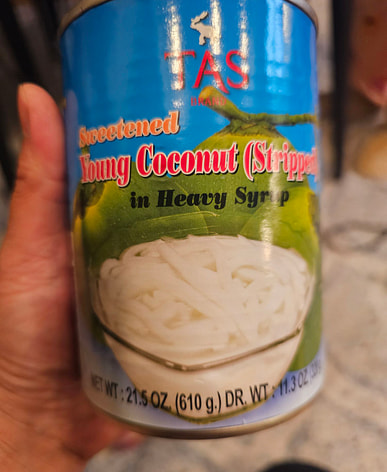 TAS
BRAND
Sweetened
Young Coconut (Stripped)
in Heavy Syrup
NET WT : 21.5 OZ. (610 g.) DR. WT : 11.3 OZ